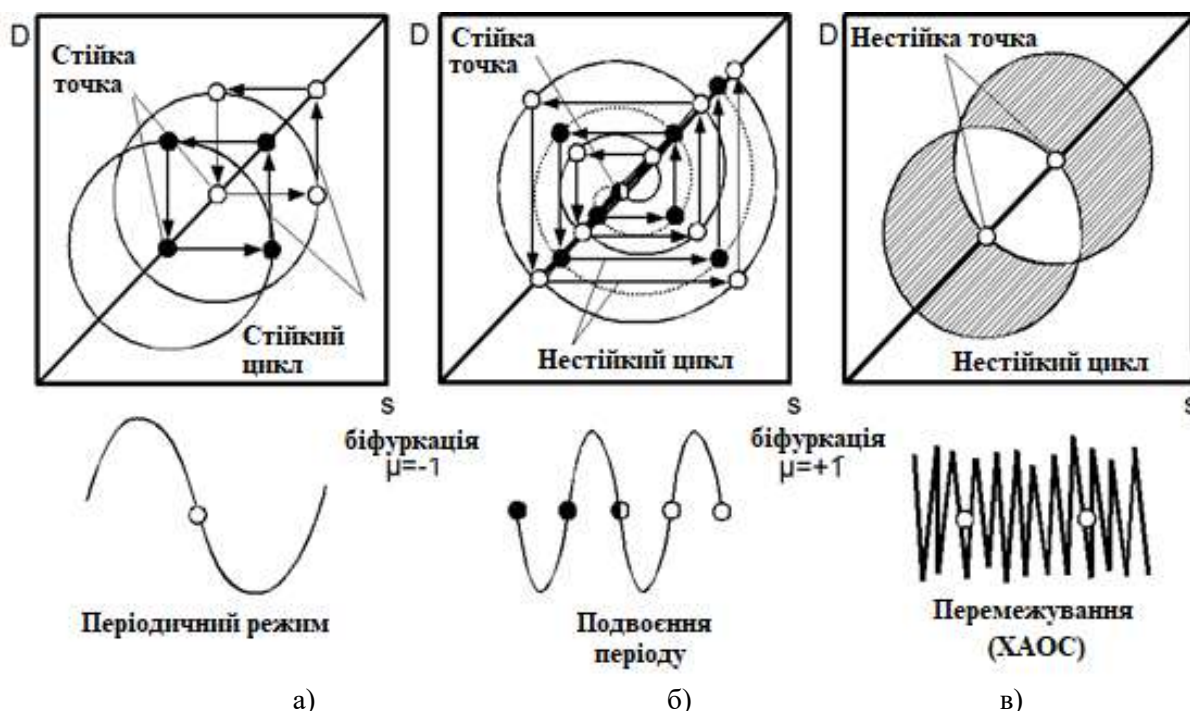 D
Стійка
точка
Стійкий
цикл
s
D
Стійка
точка
Нестійкий цикл
s
D
Нестійка точка
Нестійкий цикл
s
біфуркація
μ=-1
біфуркація
μ=+1
Періодичний режим
Подвоєння
періоду
Перемежування
(ХАОС)
а)
б)
в)